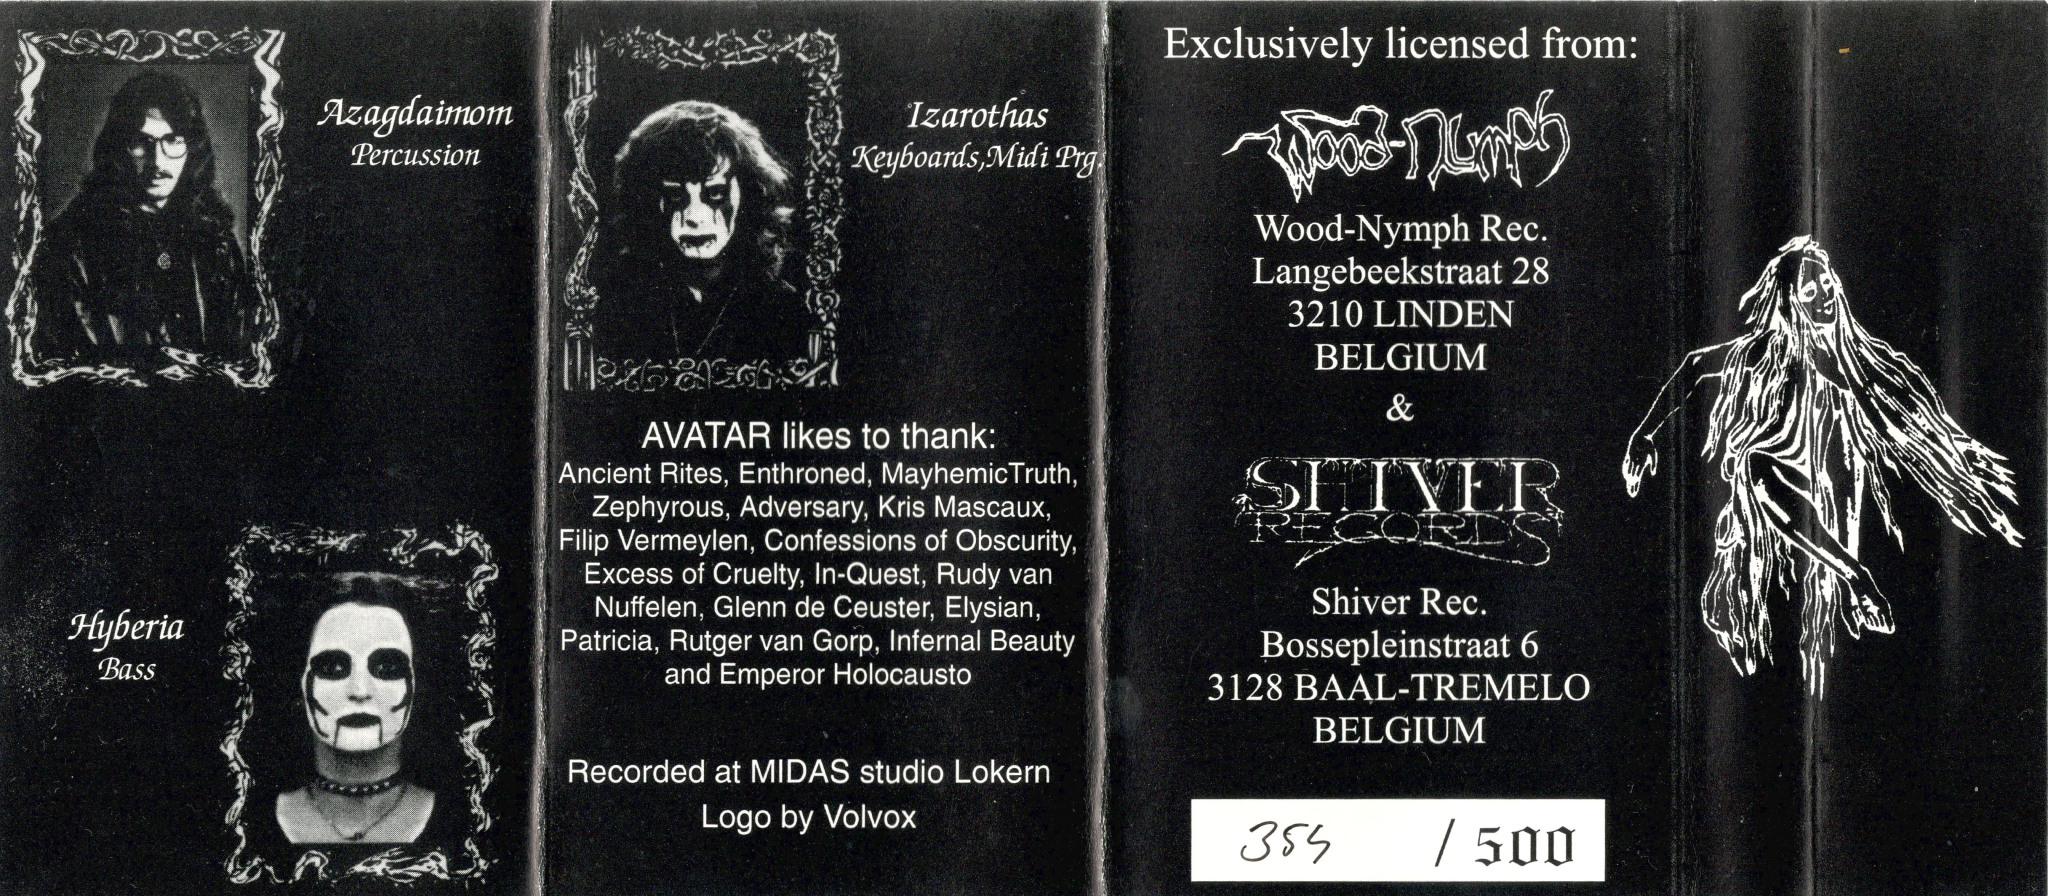 Azagdaimom
Percussion
Hyberia
Bass
Izarothas
Keyboards,Midi Prg.
AVATAR likes to thank:
Ancient Rites, Enthroned, MayhemicTruth,
Zephyrous, Adversary, Kris Mascaux,
Filip Vermeylen, Confessions of Obscurity,
Excess of Cruelty, In-Quest, Rudy van
Nuffelen, Glenn de Ceuster, Elysian,
Patricia, Rutger van Gorp, Infernal Beauty
and Emperor Holocausto
Recorded at MIDAS studio Lokern
Logo by Volvox
Exclusively licensed from:
Wood-Nymph
Wood-Nymph Rec.
Langebeekstraat 28
3210 LINDEN
BELGIUM
&
SHIVER
RECORDS
Shiver Rec.
Bossepleinstraat 6
3128 BAAL-TREMELO
BELGIUM
/ 500